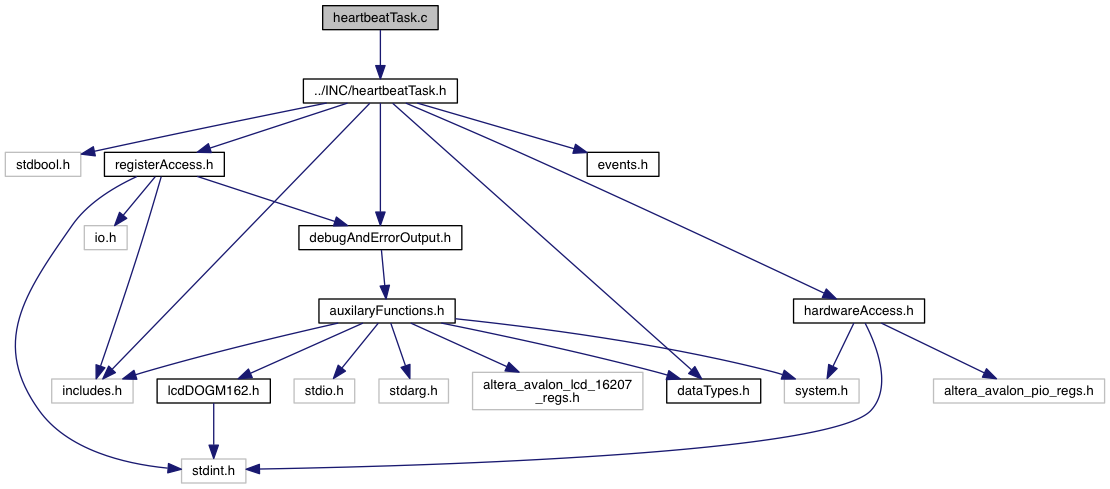 heartbeatTask.c
../INC/heartbeatTask.h
stdbool.h
registerAccess.h
events.h
io.h
debugAndErrorOutput.h
auxilaryFunctions.h
hardwareAccess.h
includes.h
lcdDOGM162.h
stdio.h
stdarg.h
altera_avalon_lcd_16207
_regs.h
dataTypes.h
system.h
altera_avalon_pio_regs.h
stdint.h